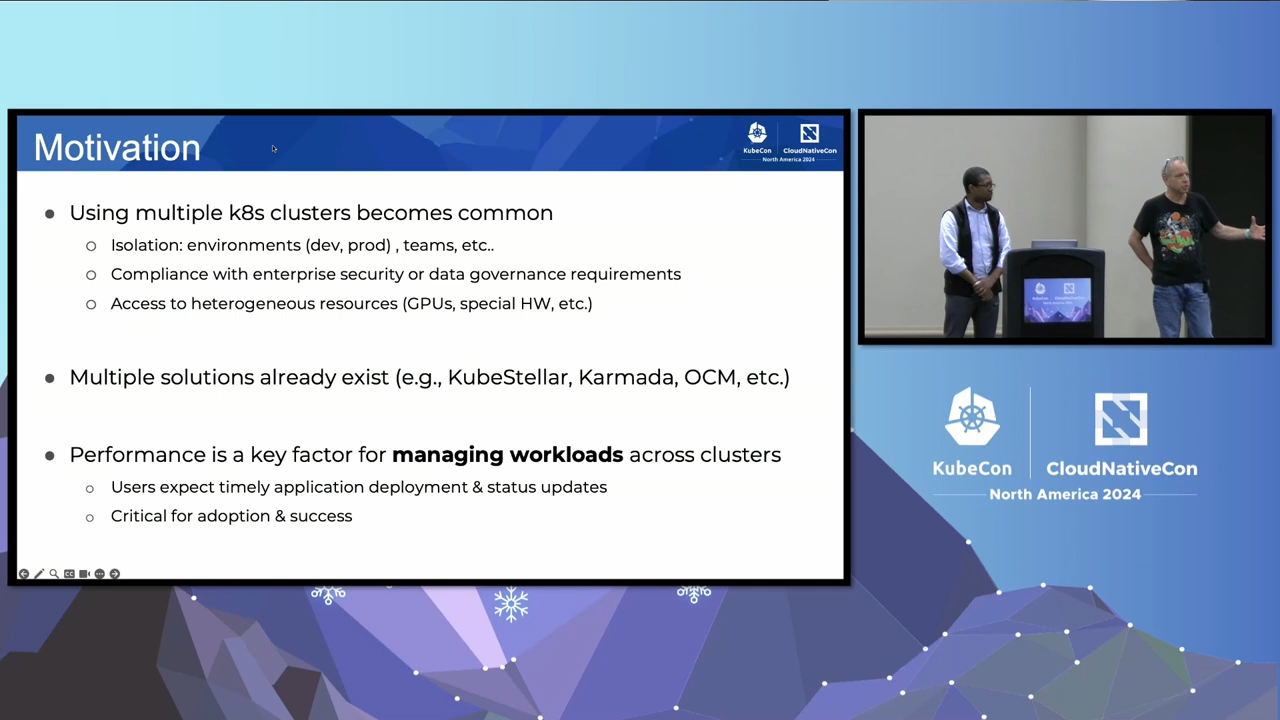 Motivation
KubeCon
CloudNativeCon
North America 2024
Using multiple k8s clusters becomes common
Isolation: environments (dev, prod) , teams, etc..
Compliance with enterprise security or data governance requirements
Access to heterogeneous resources (GPUs, special HW, etc.)
Multiple solutions already exist (e.g., KubeStellar, Karmada, OCM, etc.)
Performance is a key factor for managing workloads across clusters
Users expect timely application deployment & status updates
Critical for adoption & success
KubeCon
CloudNativeCon
North America 2024